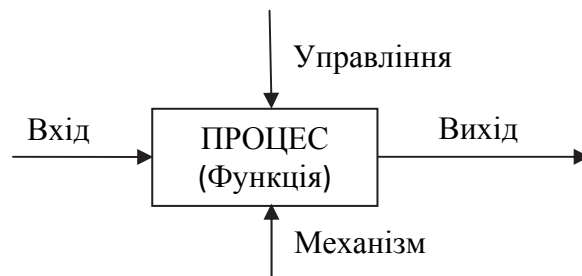 Управління
Вхід
ПРОЦЕС
(Функція)
Вихід
Механізм